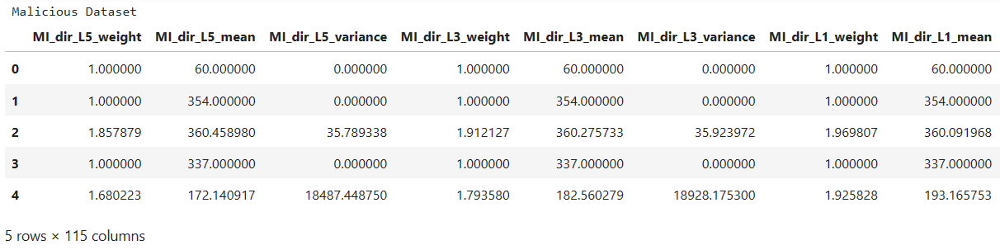 Malicious Dataset
MI_dir_L5_weight MI_dir_L5_mean MI_dir_L5_variance MI_dir_L3_weight MI_dir_L3_mean MI_dir_L3_variance MI_dir_L1_weight MI_dir_L1_mean
0 1.000000 60.000000 0.000000 1.000000 60.000000 0.000000 1.000000 60.000000
1 1.000000 354.000000 0.000000 1.000000 354.000000 0.000000 1.000000 354.000000
2 1.857879 360.458980 35.789338 1.912127 360.275733 35.923972 1.969807 360.091968
3 1.000000 337.000000 0.000000 1.000000 337.000000 0.000000 1.000000 337.000000
4 1.680223 172.140917 18487.448750 1.793580 182.560279 18928.175300 1.925828 193.165753
5 rows × 115 columns